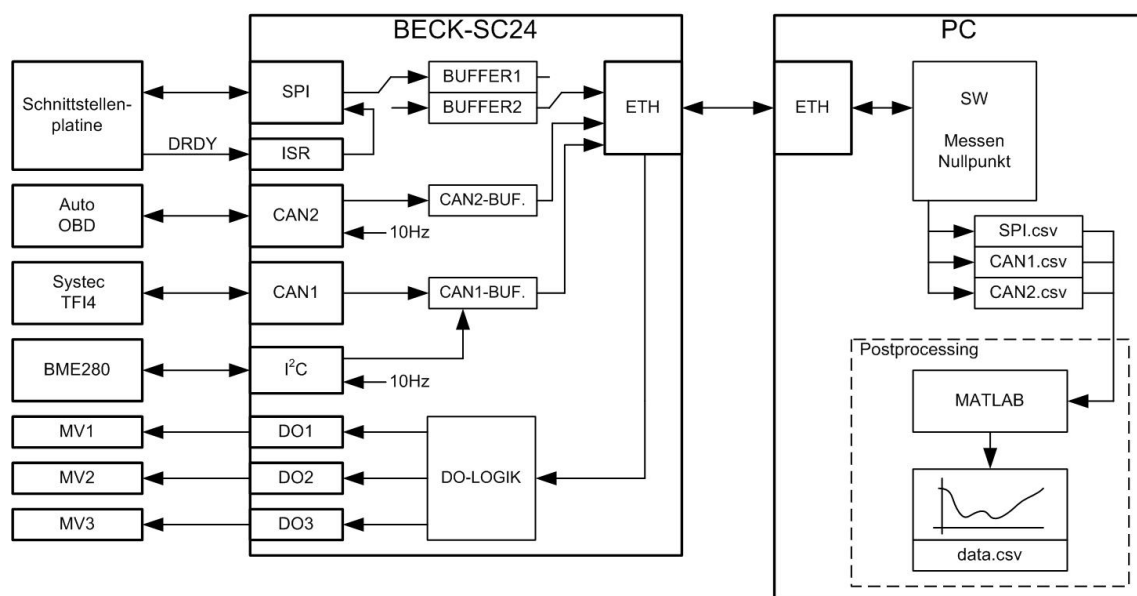 BECK-SC24
PC
Schnittstellen-
platine
DRDY
SPI
ISR
BUFFER1
BUFFER2
ETH
ETH
SW
Messen
Nullpunkt
Auto
OBD
CAN2
10Hz
CAN2-BUF.
SPI.csv
CAN1.csv
CAN2.csv
Systec
TFI4
CAN1
CAN1-BUF.
BME280
I²C
10Hz
Postprocessing
MATLAB
MV1
DO1
MV2
DO2
DO-LOGIK
MV3
DO3
data.csv